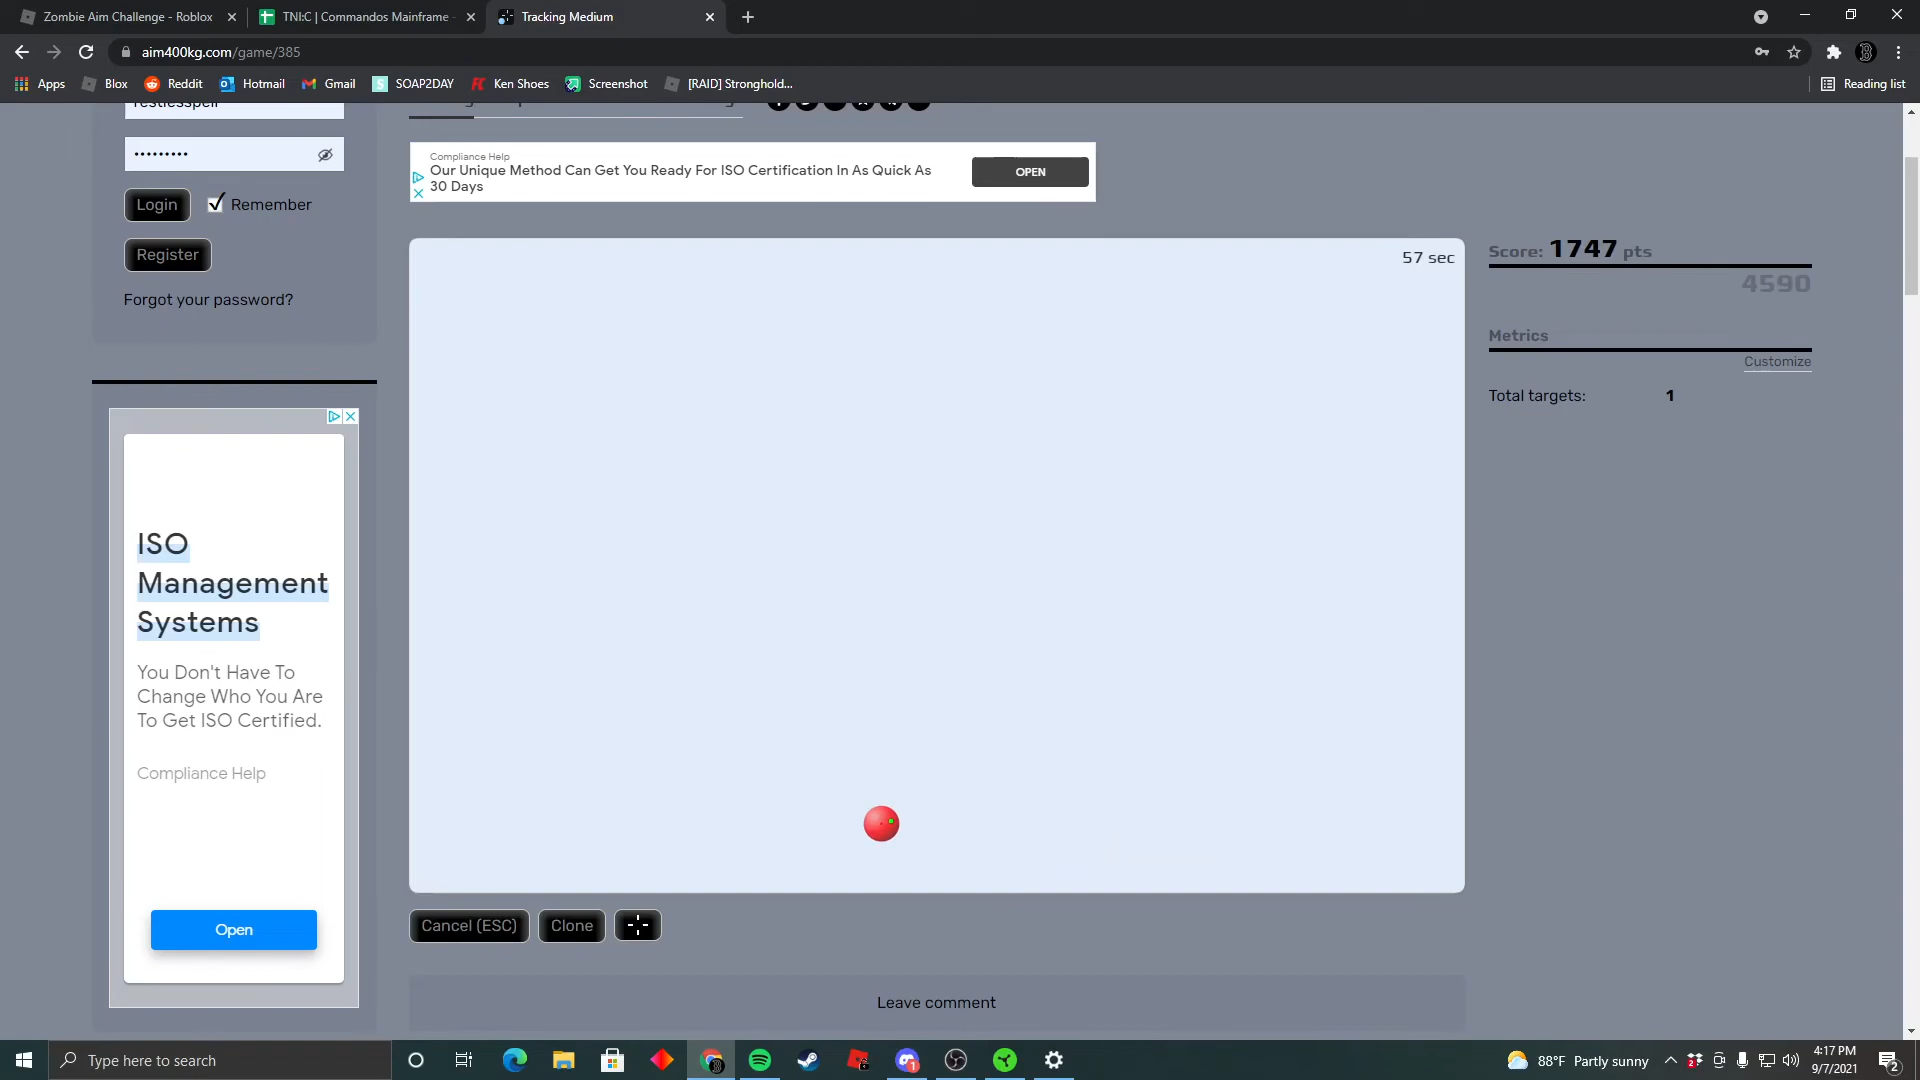 Zombie Aim Challenge - Roblox
TNI:C | Commandos Mainframe -
Tracking Medium
aim400kg.com/game/385
Apps
Blox
Reddit
Hotmail
Gmail
SOAP2DAY
Ken Shoes
Screenshot
[RAID] Stronghold...
Reading list
restlesspell
•••••••••
Login
Remember
Register
Forgot your password?
Compliance Help
Our Unique Method Can Get You Ready For ISO Certification In As Quick As
30 Days
OPEN
57 sec
Score: 1747 pts
4590
Metrics
Customize
Total targets: 1
ISO
Management
Systems
You Don't Have To
Change Who You Are
To Get ISO Certified.
Compliance Help
Open
Cancel (ESC)
Clone
Leave comment
Type here to search
88°F Partly sunny
4:17 PM
9/7/2021
2